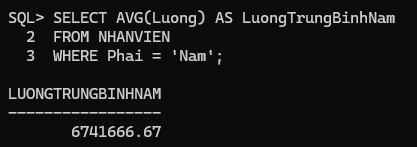 SQL> SELECT AVG(Luong) AS LuongTrungBinhNam
  2  FROM NHANVIEN
  3  WHERE Phai = 'Nam';
LUONGTRUNGBINHNAM
-----------------
       6741666.67